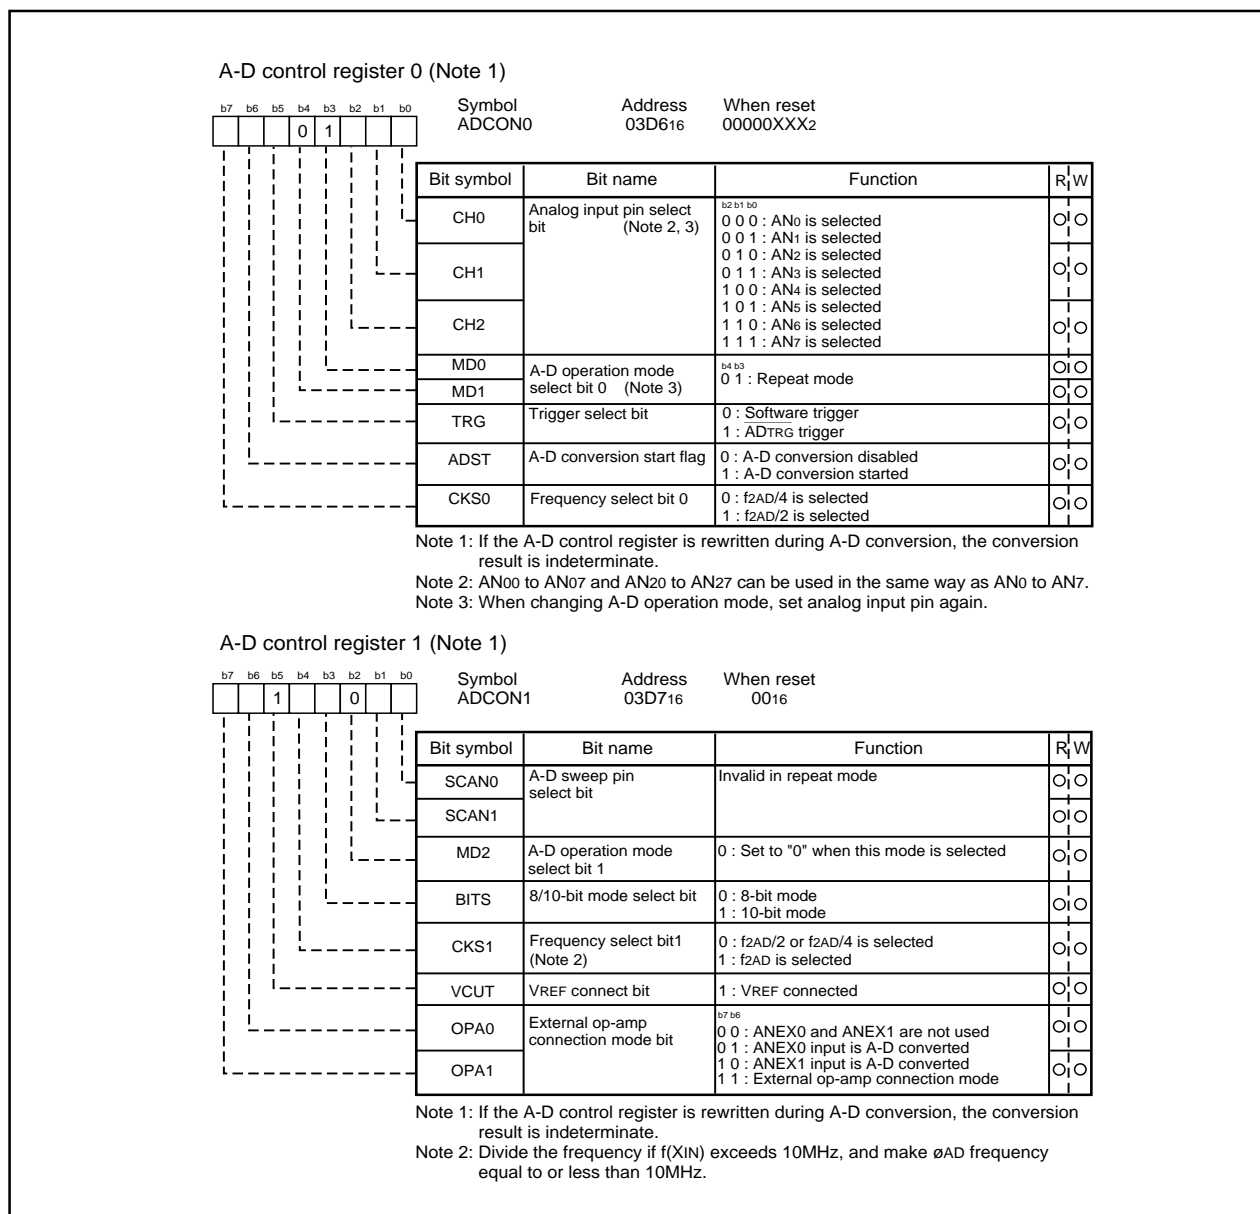 A-D control register 0 (Note 1)
b7 b6 b5 b4 b3 b2 b1 b0
0 1
Symbol Address When reset
ADCON0 03D616 00000XXX2
Bit symbol Bit name Function R W
CH0 Analog input pin select bit (Note 2, 3)
b2 b1 b0
0 0 0 : AN0 is selected
0 0 1 : AN1 is selected
0 1 0 : AN2 is selected
CH1
0 1 1 : AN3 is selected
1 0 0 : AN4 is selected
1 0 1 : AN5 is selected
CH2
1 1 0 : AN6 is selected
1 1 1 : AN7 is selected
MD0 A-D operation mode
select bit 0 (Note 3)
b4 b3
0 1 : Repeat mode
MD1
TRG Trigger select bit 0 : Software trigger
1 : ADTRG trigger
ADST A-D conversion start flag 0 : A-D conversion disabled
1 : A-D conversion started
CKS0 Frequency select bit 0 0 : f2AD/4 is selected
1 : f2AD/2 is selected
Note 1: If the A-D control register is rewritten during A-D conversion, the conversion
result is indeterminate.
Note 2: AN00 to AN07 and AN20 to AN27 can be used in the same way as AN0 to AN7.
Note 3: When changing A-D operation mode, set analog input pin again.
A-D control register 1 (Note 1)
b7 b6 b5 b4 b3 b2 b1 b0
1 0
Symbol Address When reset
ADCON1 03D716 0016
Bit symbol Bit name Function R W
SCAN0 A-D sweep pin
select bit
Invalid in repeat mode
SCAN1
MD2 A-D operation mode
select bit 1
0 : Set to "0" when this mode is selected
BITS 8/10-bit mode select bit 0 : 8-bit mode
1 : 10-bit mode
CKS1 Frequency select bit1
(Note 2)
0 : f2AD/2 or f2AD/4 is selected
1 : f2AD is selected
VCUT VREF connect bit 1 : VREF connected
OPA0 External op-amp
connection mode bit
b7 b6
0 0 : ANEX0 and ANEX1 are not used
0 1 : ANEX0 input is A-D converted
OPA1
1 0 : ANEX1 input is A-D converted
1 1 : External op-amp connection mode
Note 1: If the A-D control register is rewritten during A-D conversion, the conversion
result is indeterminate.
Note 2: Divide the frequency if f(XIN) exceeds 10MHz, and make øAD frequency
equal to or less than 10MHz.